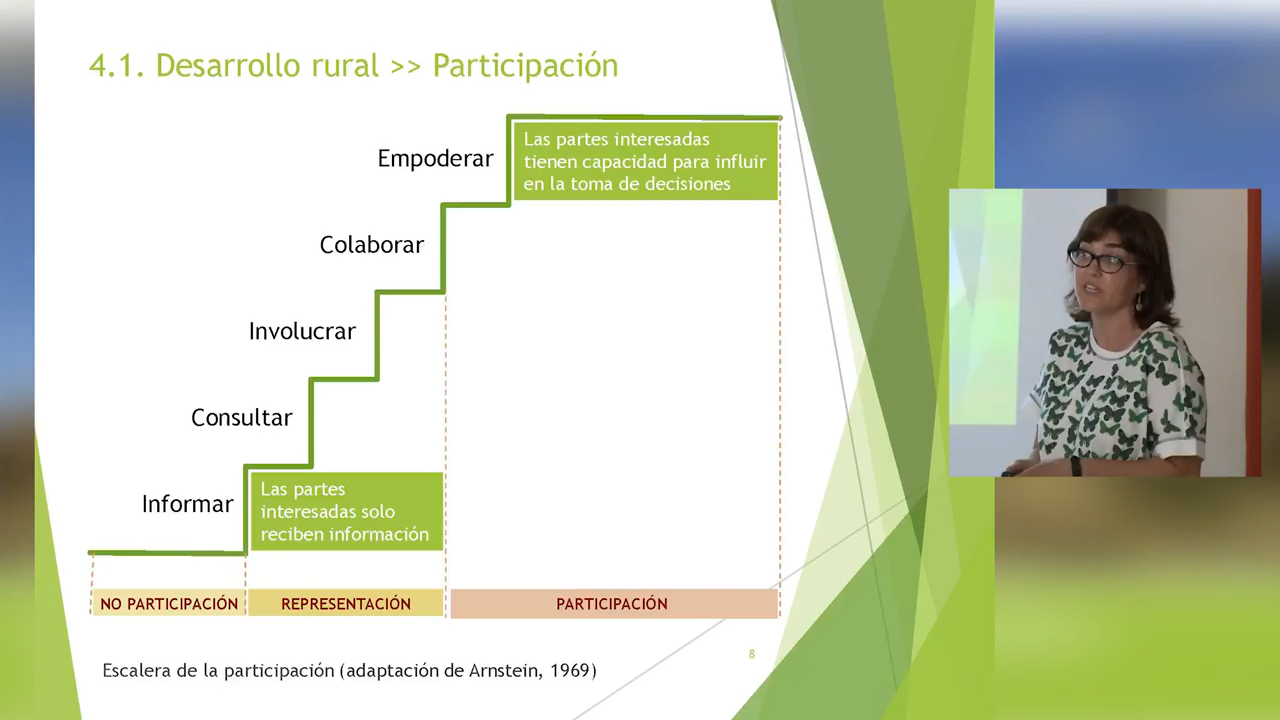 4.1. Desarrollo rural >> Participación
Empoderar
Las partes interesadas
tienen capacidad para influir
en la toma de decisiones
Colaborar
Involucrar
Consultar
Informar
Las partes
interesadas solo
reciben información
NO PARTICIPACIÓN
REPRESENTACIÓN
PARTICIPACIÓN
8
Escalera de la participación (adaptación de Arnstein, 1969)